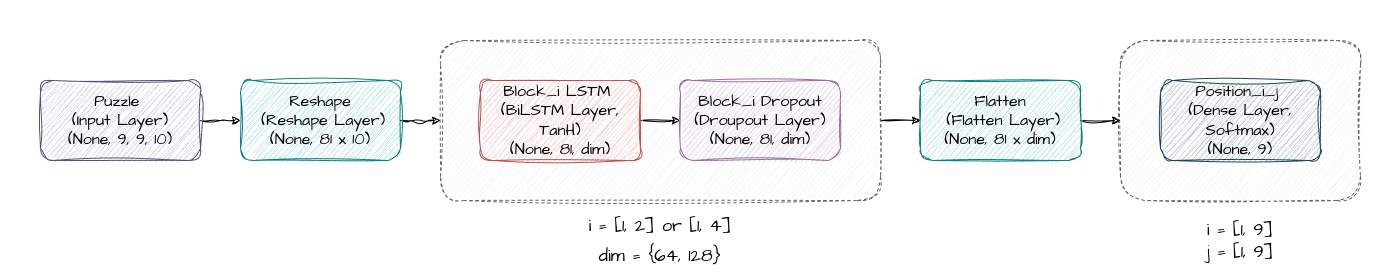 Puzzle
(Input Layer)
(None, 9, 9, 10)
Reshape
(Reshape Layer)
(None, 81 x 10)
Block_i LSTM
(BiLSTM Layer,
TanH)
(None, 81, dim)
Block_i Dropout
(Droupout Layer)
(None, 81, dim)
i = [1, 2] or [1, 4]
dim = {64, 128}
Flatten
(Flatten Layer)
(None, 81 x dim)
Position_i_j
(Dense Layer,
Softmax)
(None, 9)
i = [1, 9]
j = [1, 9]